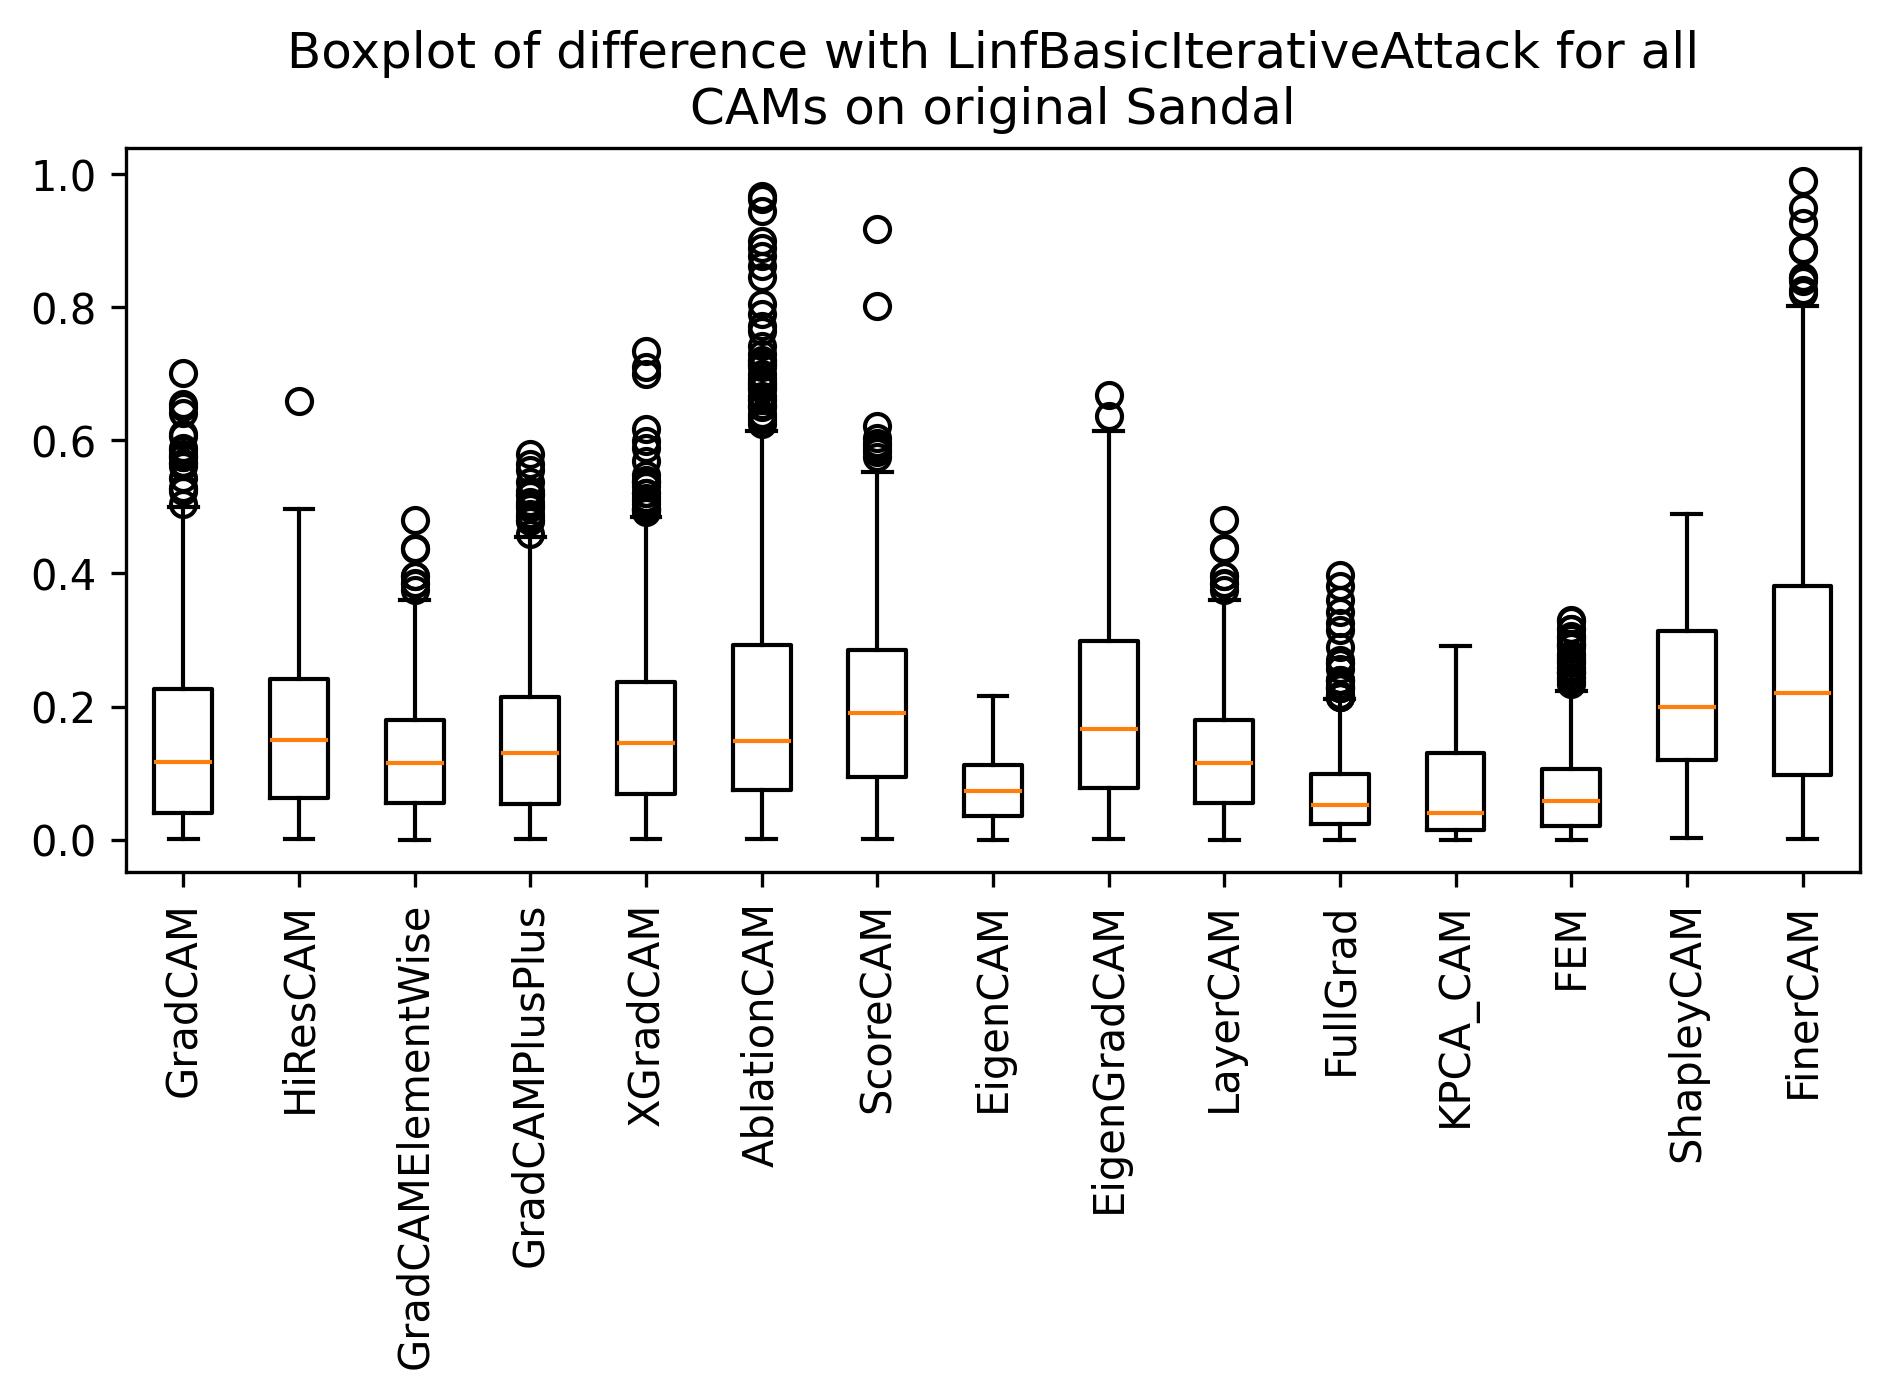 Boxplot of difference with LinfBasicIterativeAttack for all
CAMs on original Sandal
1.0
0.8
0.6
0.4
0.2
0.0
GradCAM
HiResCAM
GradCAMElementWise
GradCAMPlusPlus
XGradCAM
AblationCAM
ScoreCAM
EigenCAM
EigenGradCAM
LayerCAM
FullGrad
KPCA_CAM
FEM
ShapleyCAM
FinerCAM